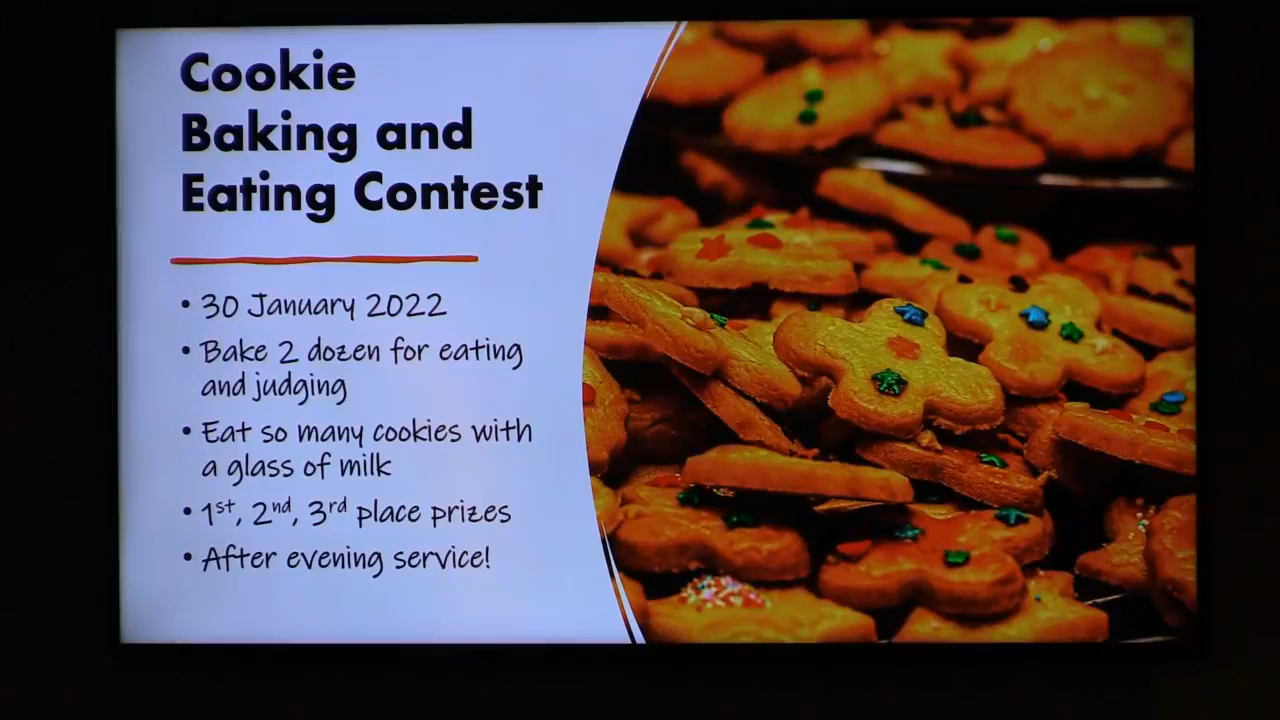 Cookie
Baking and
Eating Contest
• 30 January 2022
• Bake 2 dozen for eating
and judging
• Eat so many cookies with
a glass of milk
• 1st, 2nd, 3rd place prizes
• After evening service!